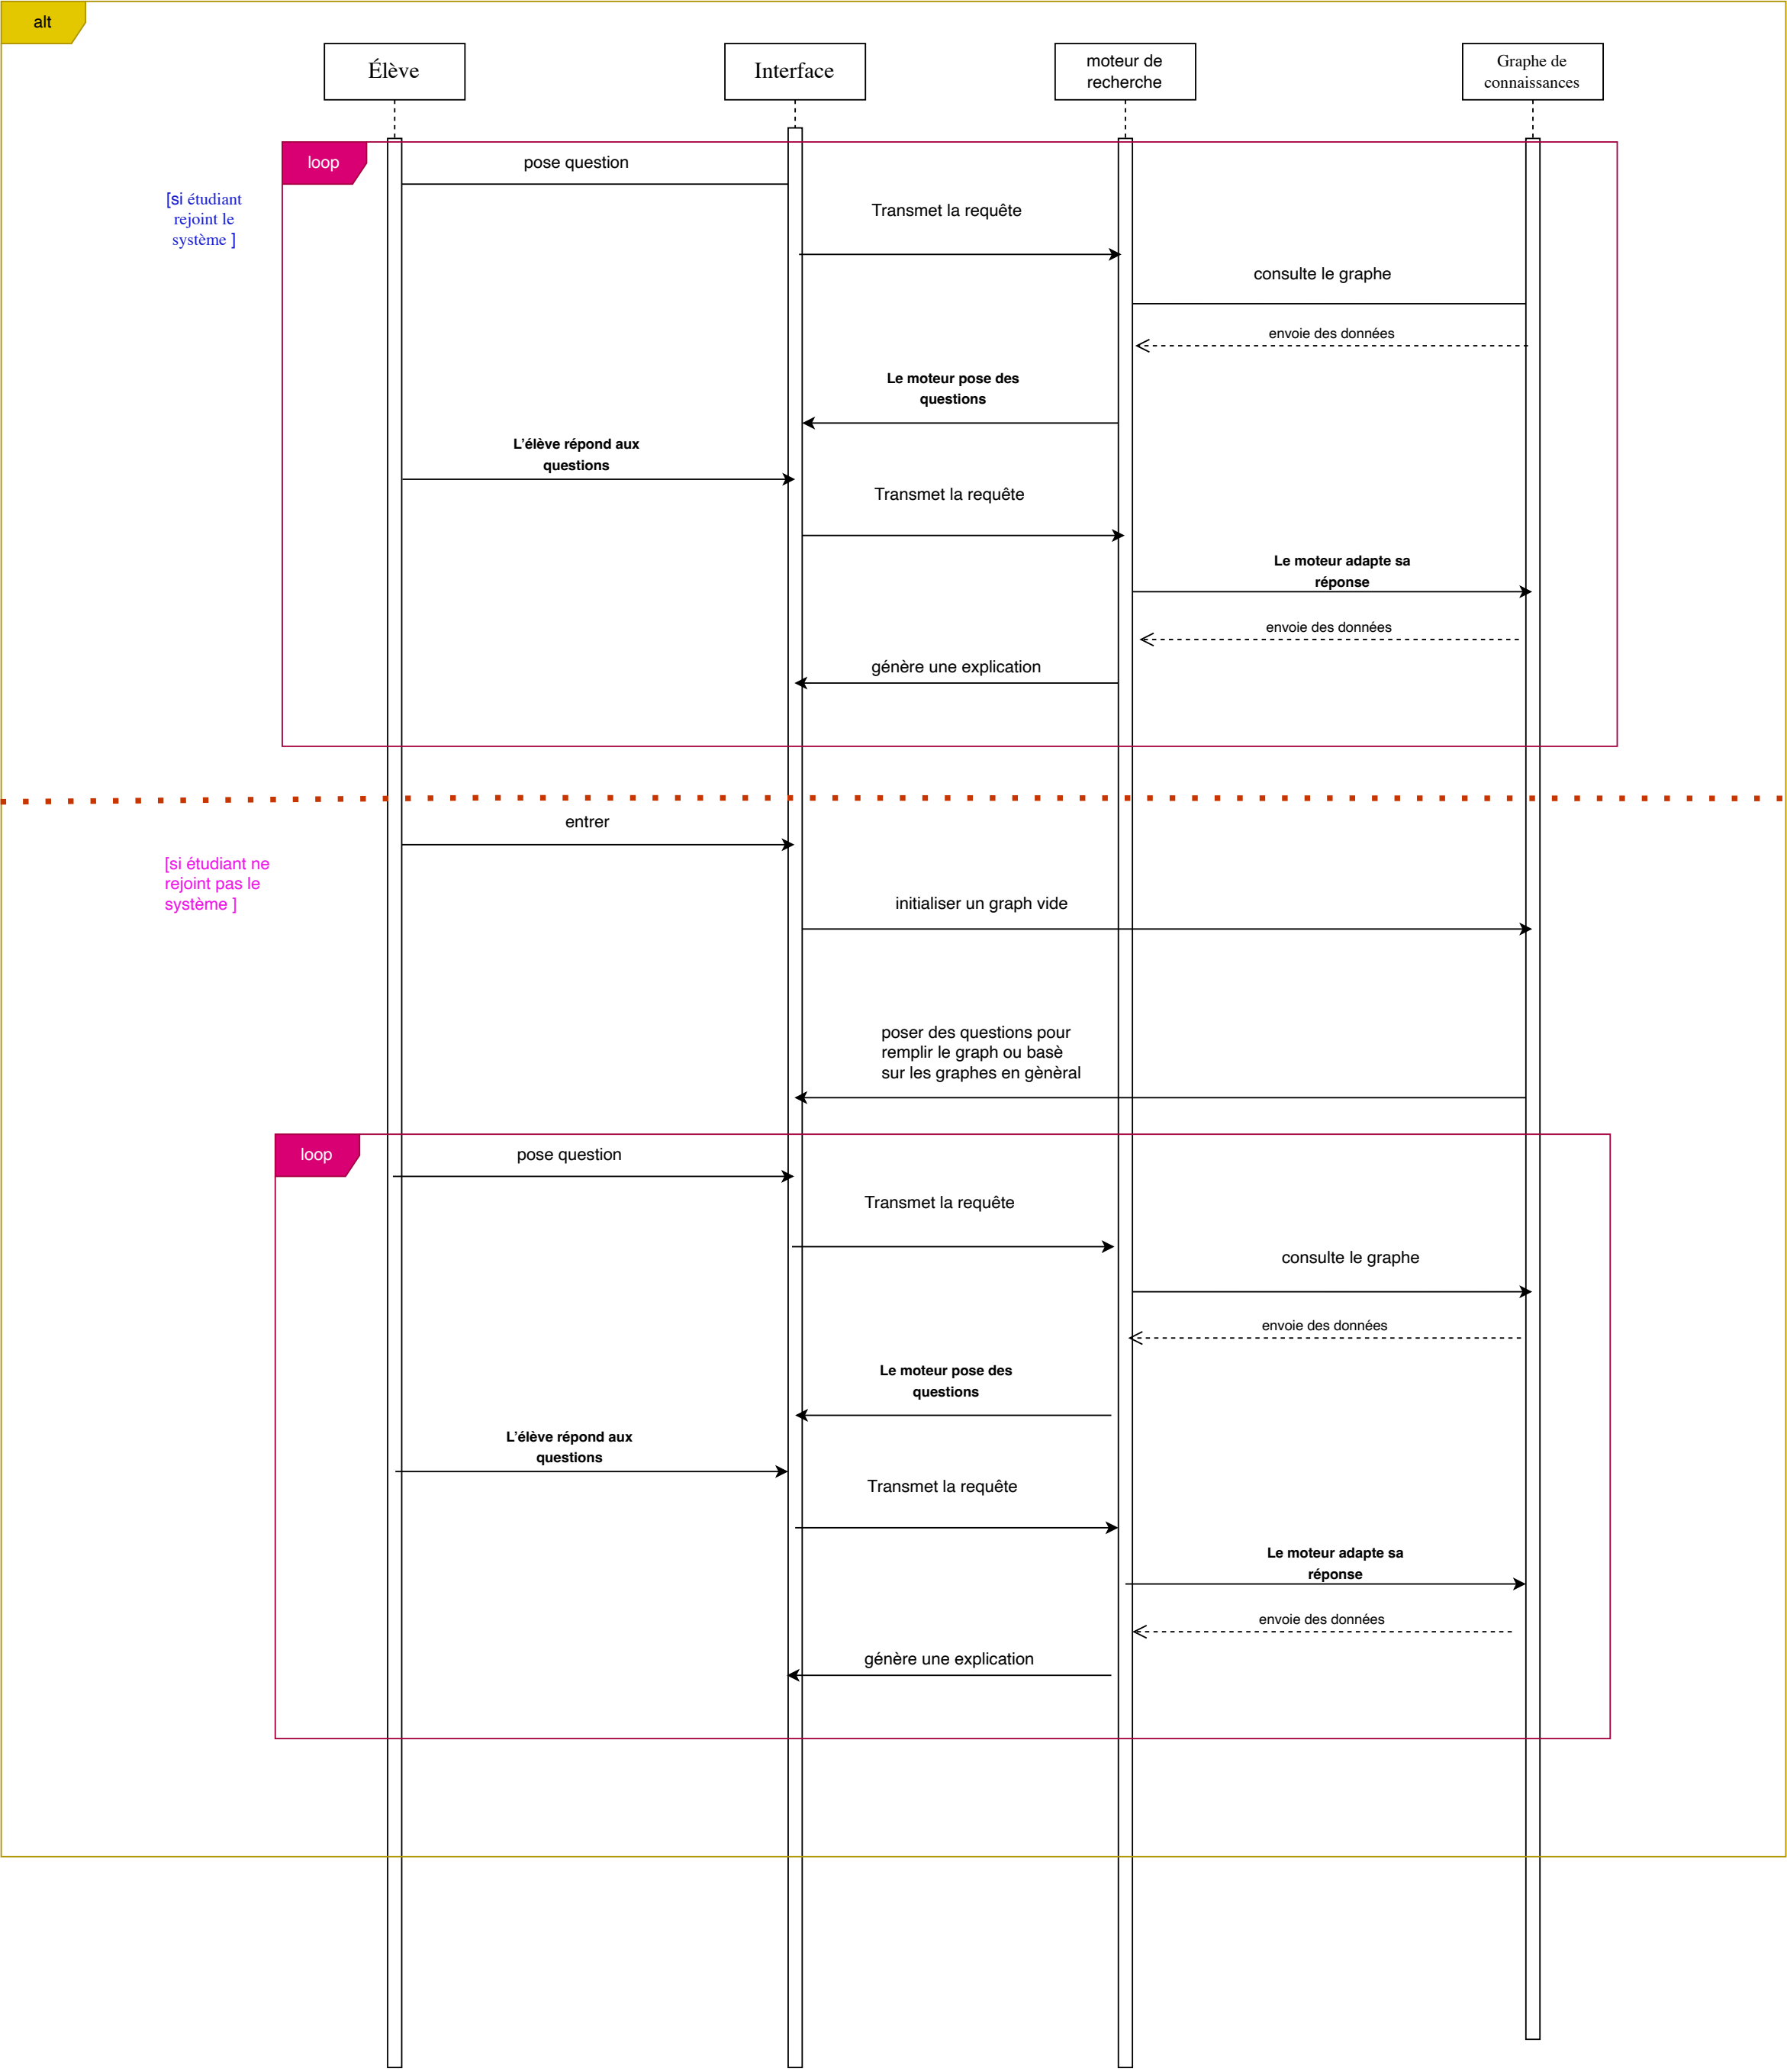 alt
Élève
Interface
moteur de
recherche
Graphe de
connaissances
loop
pose question
[si étudiant
rejoint le
système ]
Transmet la requête
consulte le graphe
envoie des données
Le moteur pose des
questions
L'élève répond aux
questions
Transmet la requête
Le moteur adapte sa
réponse
envoie des données
génère une explication
entrer
[si étudiant ne
rejoint pas le
système ]
initialiser un graph vide
poser des questions pour
remplir le graph ou basè
sur les graphes en gènèral
loop
pose question
Transmet la requête
consulte le graphe
envoie des données
Le moteur pose des
questions
L'élève répond aux
questions
Transmet la requête
Le moteur adapte sa
réponse
envoie des données
génère une explication